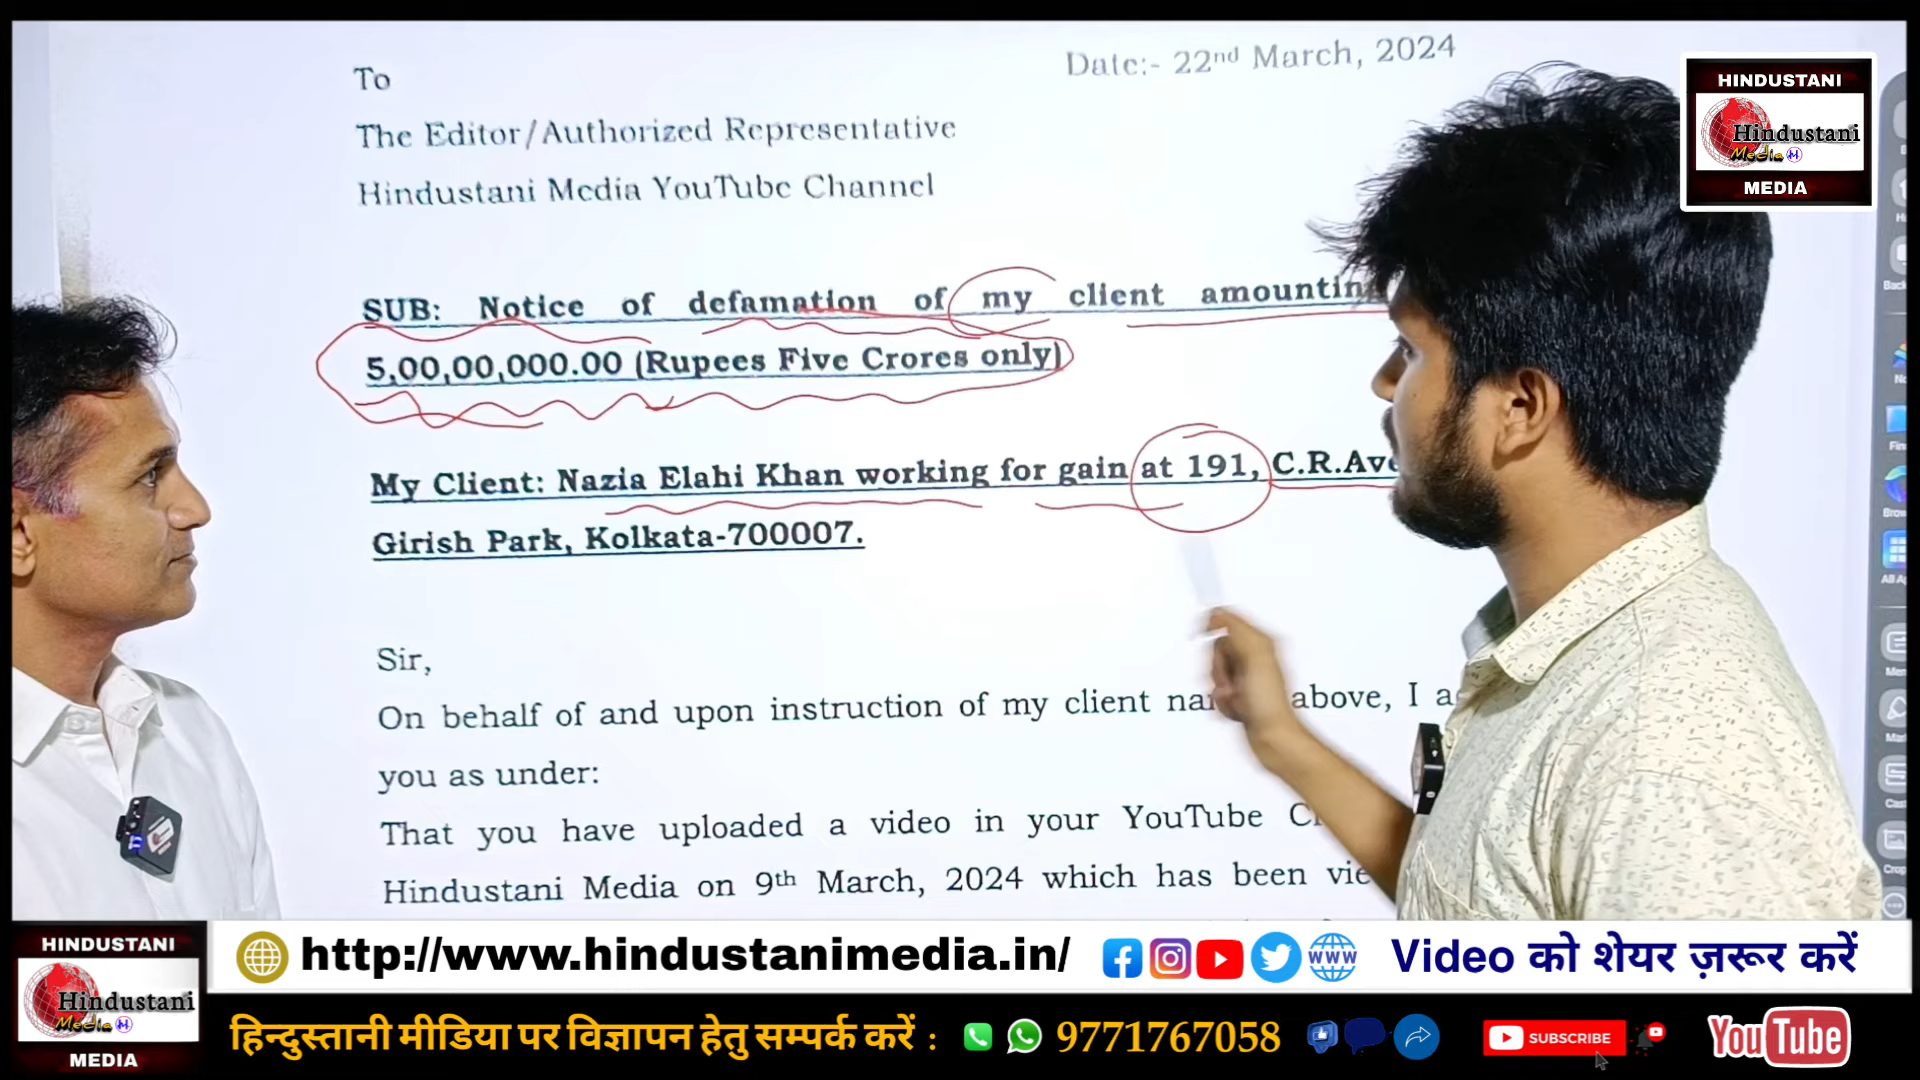 Date:- 22nd March, 2024
To
The Editor/Authorized Representative
Hindustani Media YouTube Channel
SUB: Notice of defamation of my client amounting
5,00,00,000.00 (Rupees Five Crores only)
My Client: Nazia Elahi Khan working for gain at 191, C.R.Ave
Girish Park, Kolkata-700007.
Sir,
On behalf of and upon instruction of my client above, I
you as under:
That you have uploaded a video in your YouTube
Hindustani Media on 9th March, 2024 which has been
HINDUSTANI
Hindustani
Media M
MEDIA
HINDUSTANI
Hindustani
Media M
MEDIA
http://www.hindustanimedia.in/ WWW Video को शेयर ज़रूर करें
हिन्दुस्तानी मीडिया पर विज्ञापन हेतु सम्पर्क करें : 9771767058 SUBSCRIBE YouTube